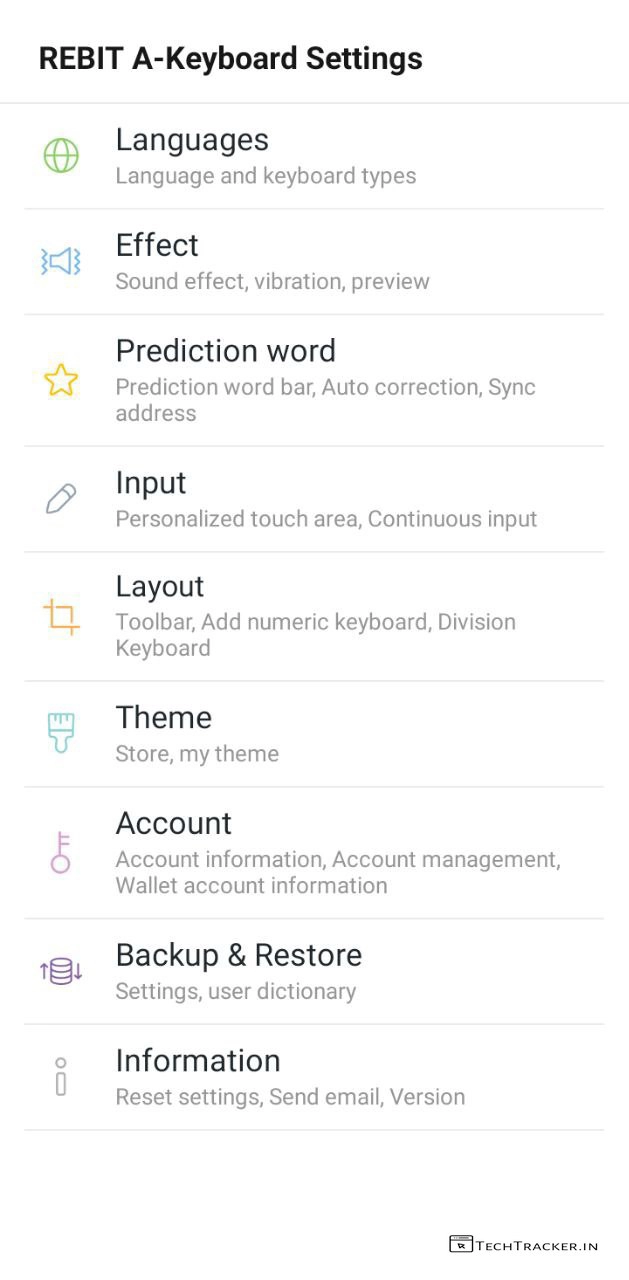 REBIT A-Keyboard Settings
Languages
Language and keyboard types
Effect
Sound effect, vibration, preview
Prediction word
Prediction word bar, Auto correction, Sync
address
Input
Personalized touch area, Continuous input
Layout
Toolbar, Add numeric keyboard, Division
Keyboard
Theme
Store, my theme
Account
Account information, Account management,
Wallet account information
Backup & Restore
Settings, user dictionary
Information
Reset settings, Send email, Version
TECHTRACKER.IN